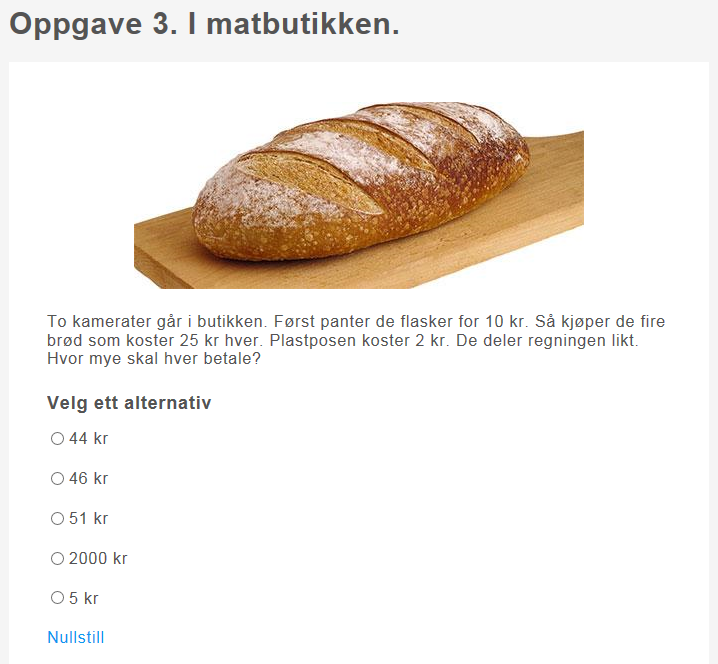 Oppgave 3. I matbutikken.
To kamerater går i butikken. Først panter de flasker for 10 kr. Så kjøper de fire
brød som koster 25 kr hver. Plastposen koster 2 kr. De deler regningen likt.
Hvor mye skal hver betale?
Velg ett alternativ
44 kr
46 kr
51 kr
2000 kr
5 kr
Nullstill